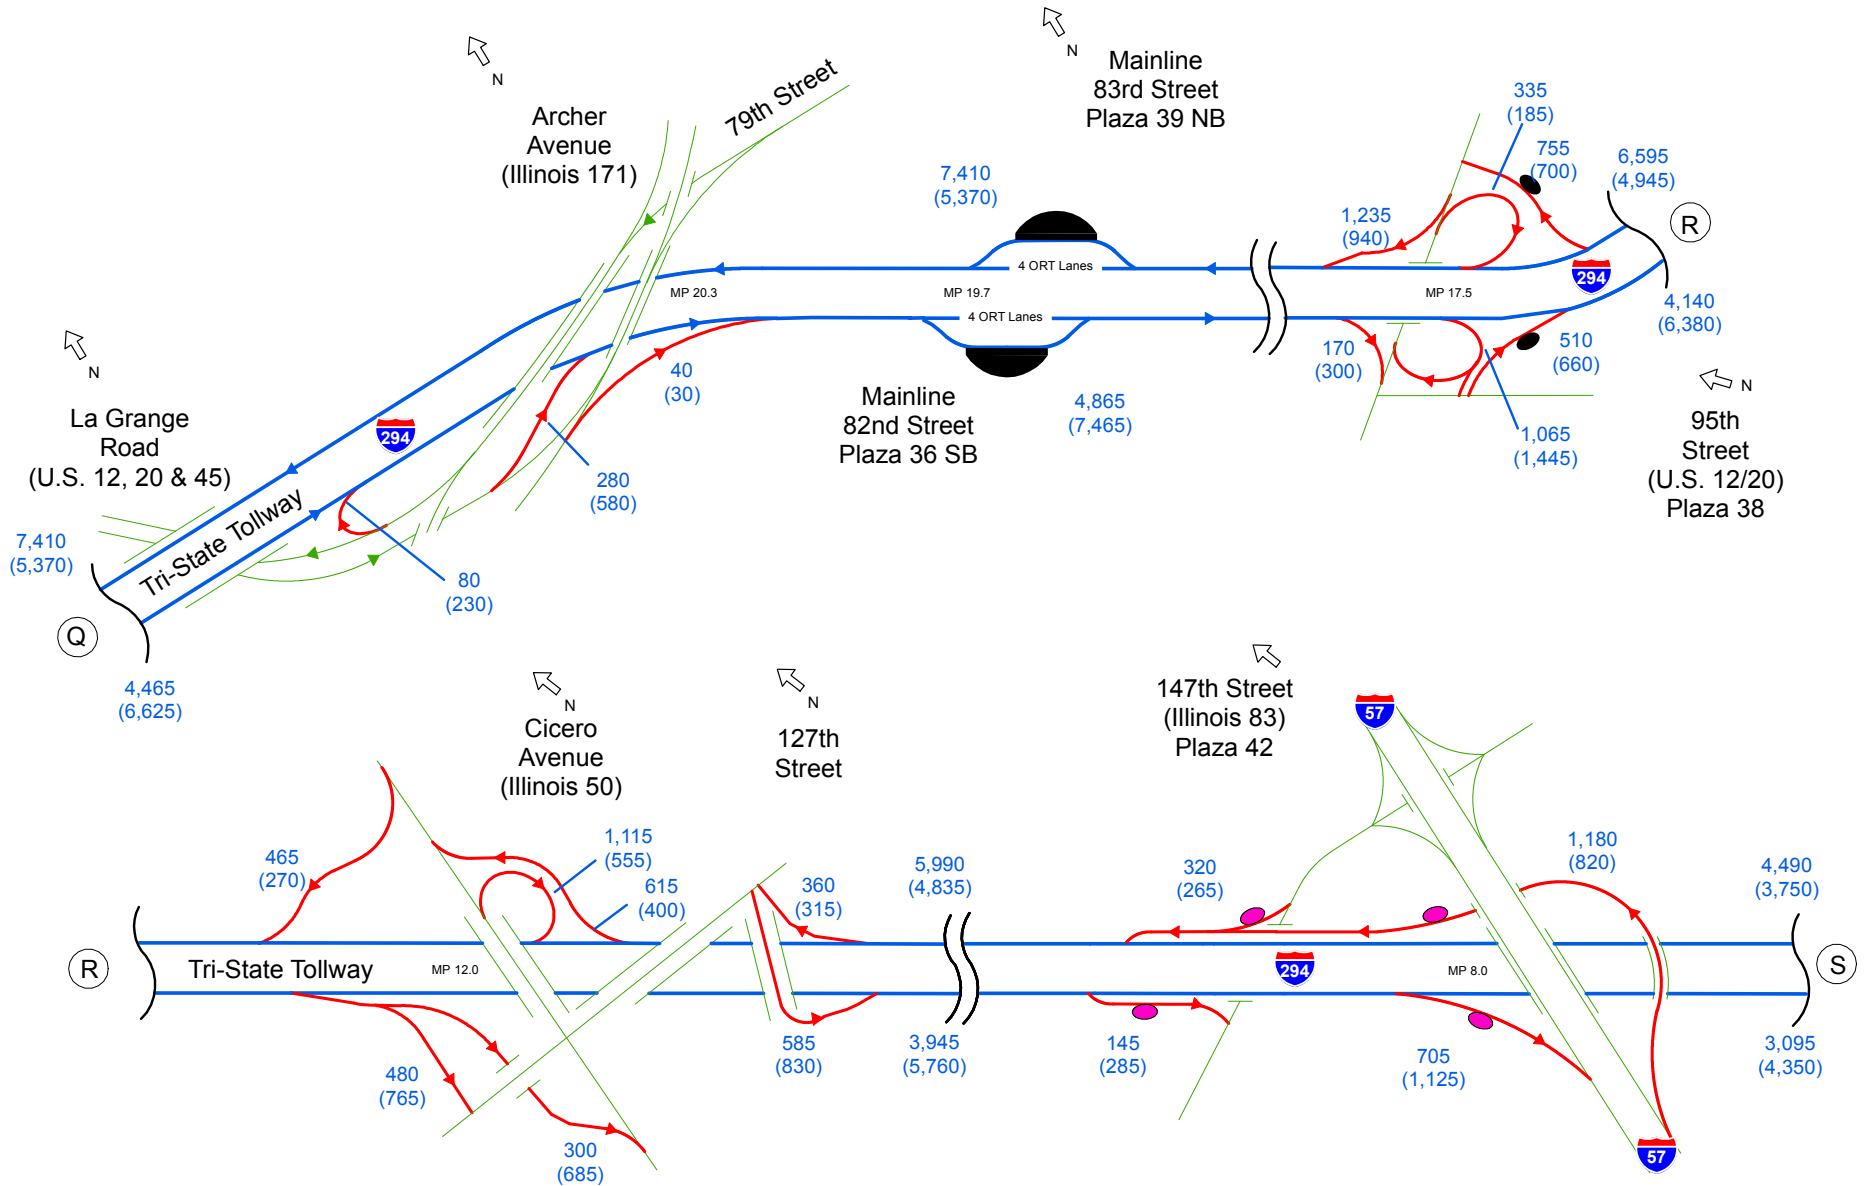 N
N
Mainline
83rd Street
Plaza 39 NB
79th Street
Archer
Avenue
(Illinois 171)
335
(185)
755
(700)
6,595
(4,945)
7,410
(5,370)
1,235
(940)
R
4 ORT Lanes
294
MP 20.3
MP 19.7
MP 17.5
4 ORT Lanes
4,140
(6,380)
N
40
(30)
170
(300)
510
(660)
N
Mainline
82nd Street
Plaza 36 SB
4,865
(7,465)
La Grange
Road
(U.S. 12, 20 & 45)
294
1,065
(1,445)
95th
Street
(U.S. 12/20)
Plaza 38
280
(580)
7,410
(5,370)
Tri-State Tollway
80
(230)
Q
4,465
(6,625)
N
Cicero
Avenue
(Illinois 50)
N
127th
Street
147th Street
(Illinois 83)
Plaza 42
57
465
(270)
1,115
(555)
615
(400)
360
(315)
5,990
(4,835)
320
(265)
1,180
(820)
4,490
(3,750)
R
Tri-State Tollway
MP 12.0
294
MP 8.0
S
480
(765)
585
(830)
3,945
(5,760)
145
(285)
705
(1,125)
3,095
(4,350)
300
(685)
57